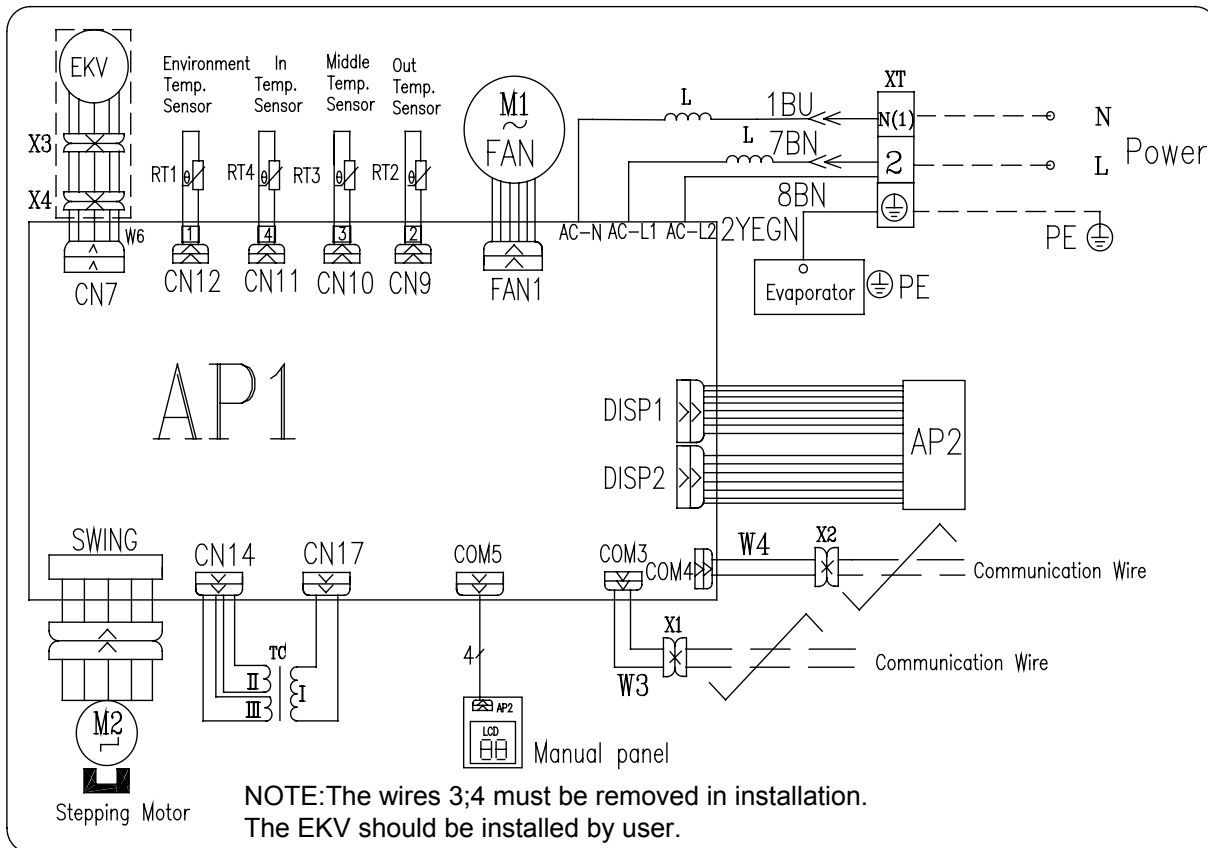 EKV
X3
X4
W6
CN7
Environment
Temp.
Sensor
RT1
θ
1
CN12
In
Temp.
Sensor
RT4
θ
4
CN11
Middle
Temp.
Sensor
RT3
θ
3
CN10
Out
Temp.
Sensor
RT2
θ
2
CN9
M1
~
FAN
FAN1
L
1BU
L
7BN
8BN
AC-N
AC-L1
AC-L2
2YEGN
XT
N(1)
2
N
L
Power
PE
Evaporator
PE
AP1
DISP1
DISP2
AP2
SWING
M2
Stepping Motor
CN14
CN17
TC
II
III
I
COM5
4
AP2
LCD
88
Manual panel
COM3
COM4
W4
X2
Communication Wire
X1
W3
Communication Wire
NOTE:The wires 3;4 must be removed in installation.
The EKV should be installed by user.